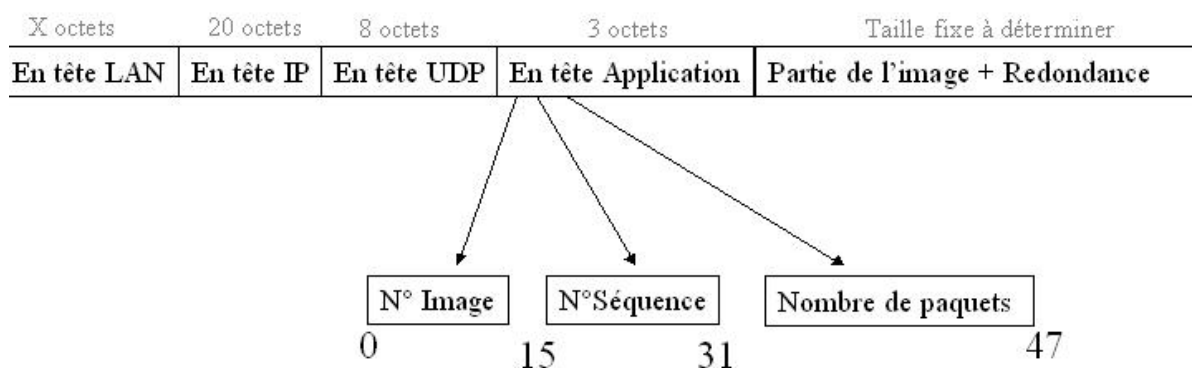 X octets 20 octets 8 octets 3 octets Taille fixe à déterminer
En tête LAN En tête IP En tête UDP En tête Application Partie de l'image + Redondance
N° Image N°Séquence Nombre de paquets
0 15 31 47